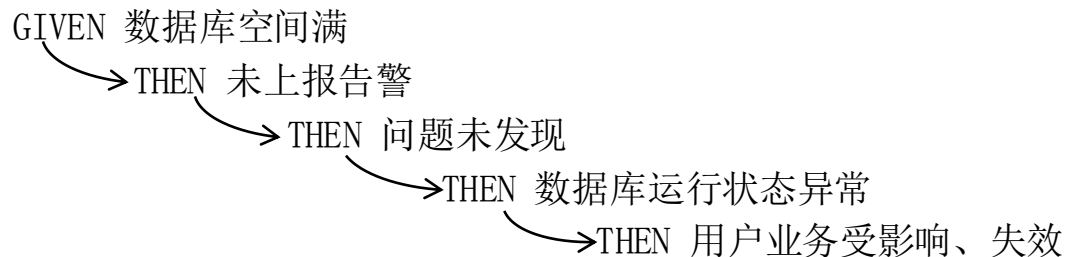 GIVEN 数据库空间满
THEN 未上报告警
THEN 问题未发现
THEN 数据库运行状态异常
THEN 用户业务受影响、失效